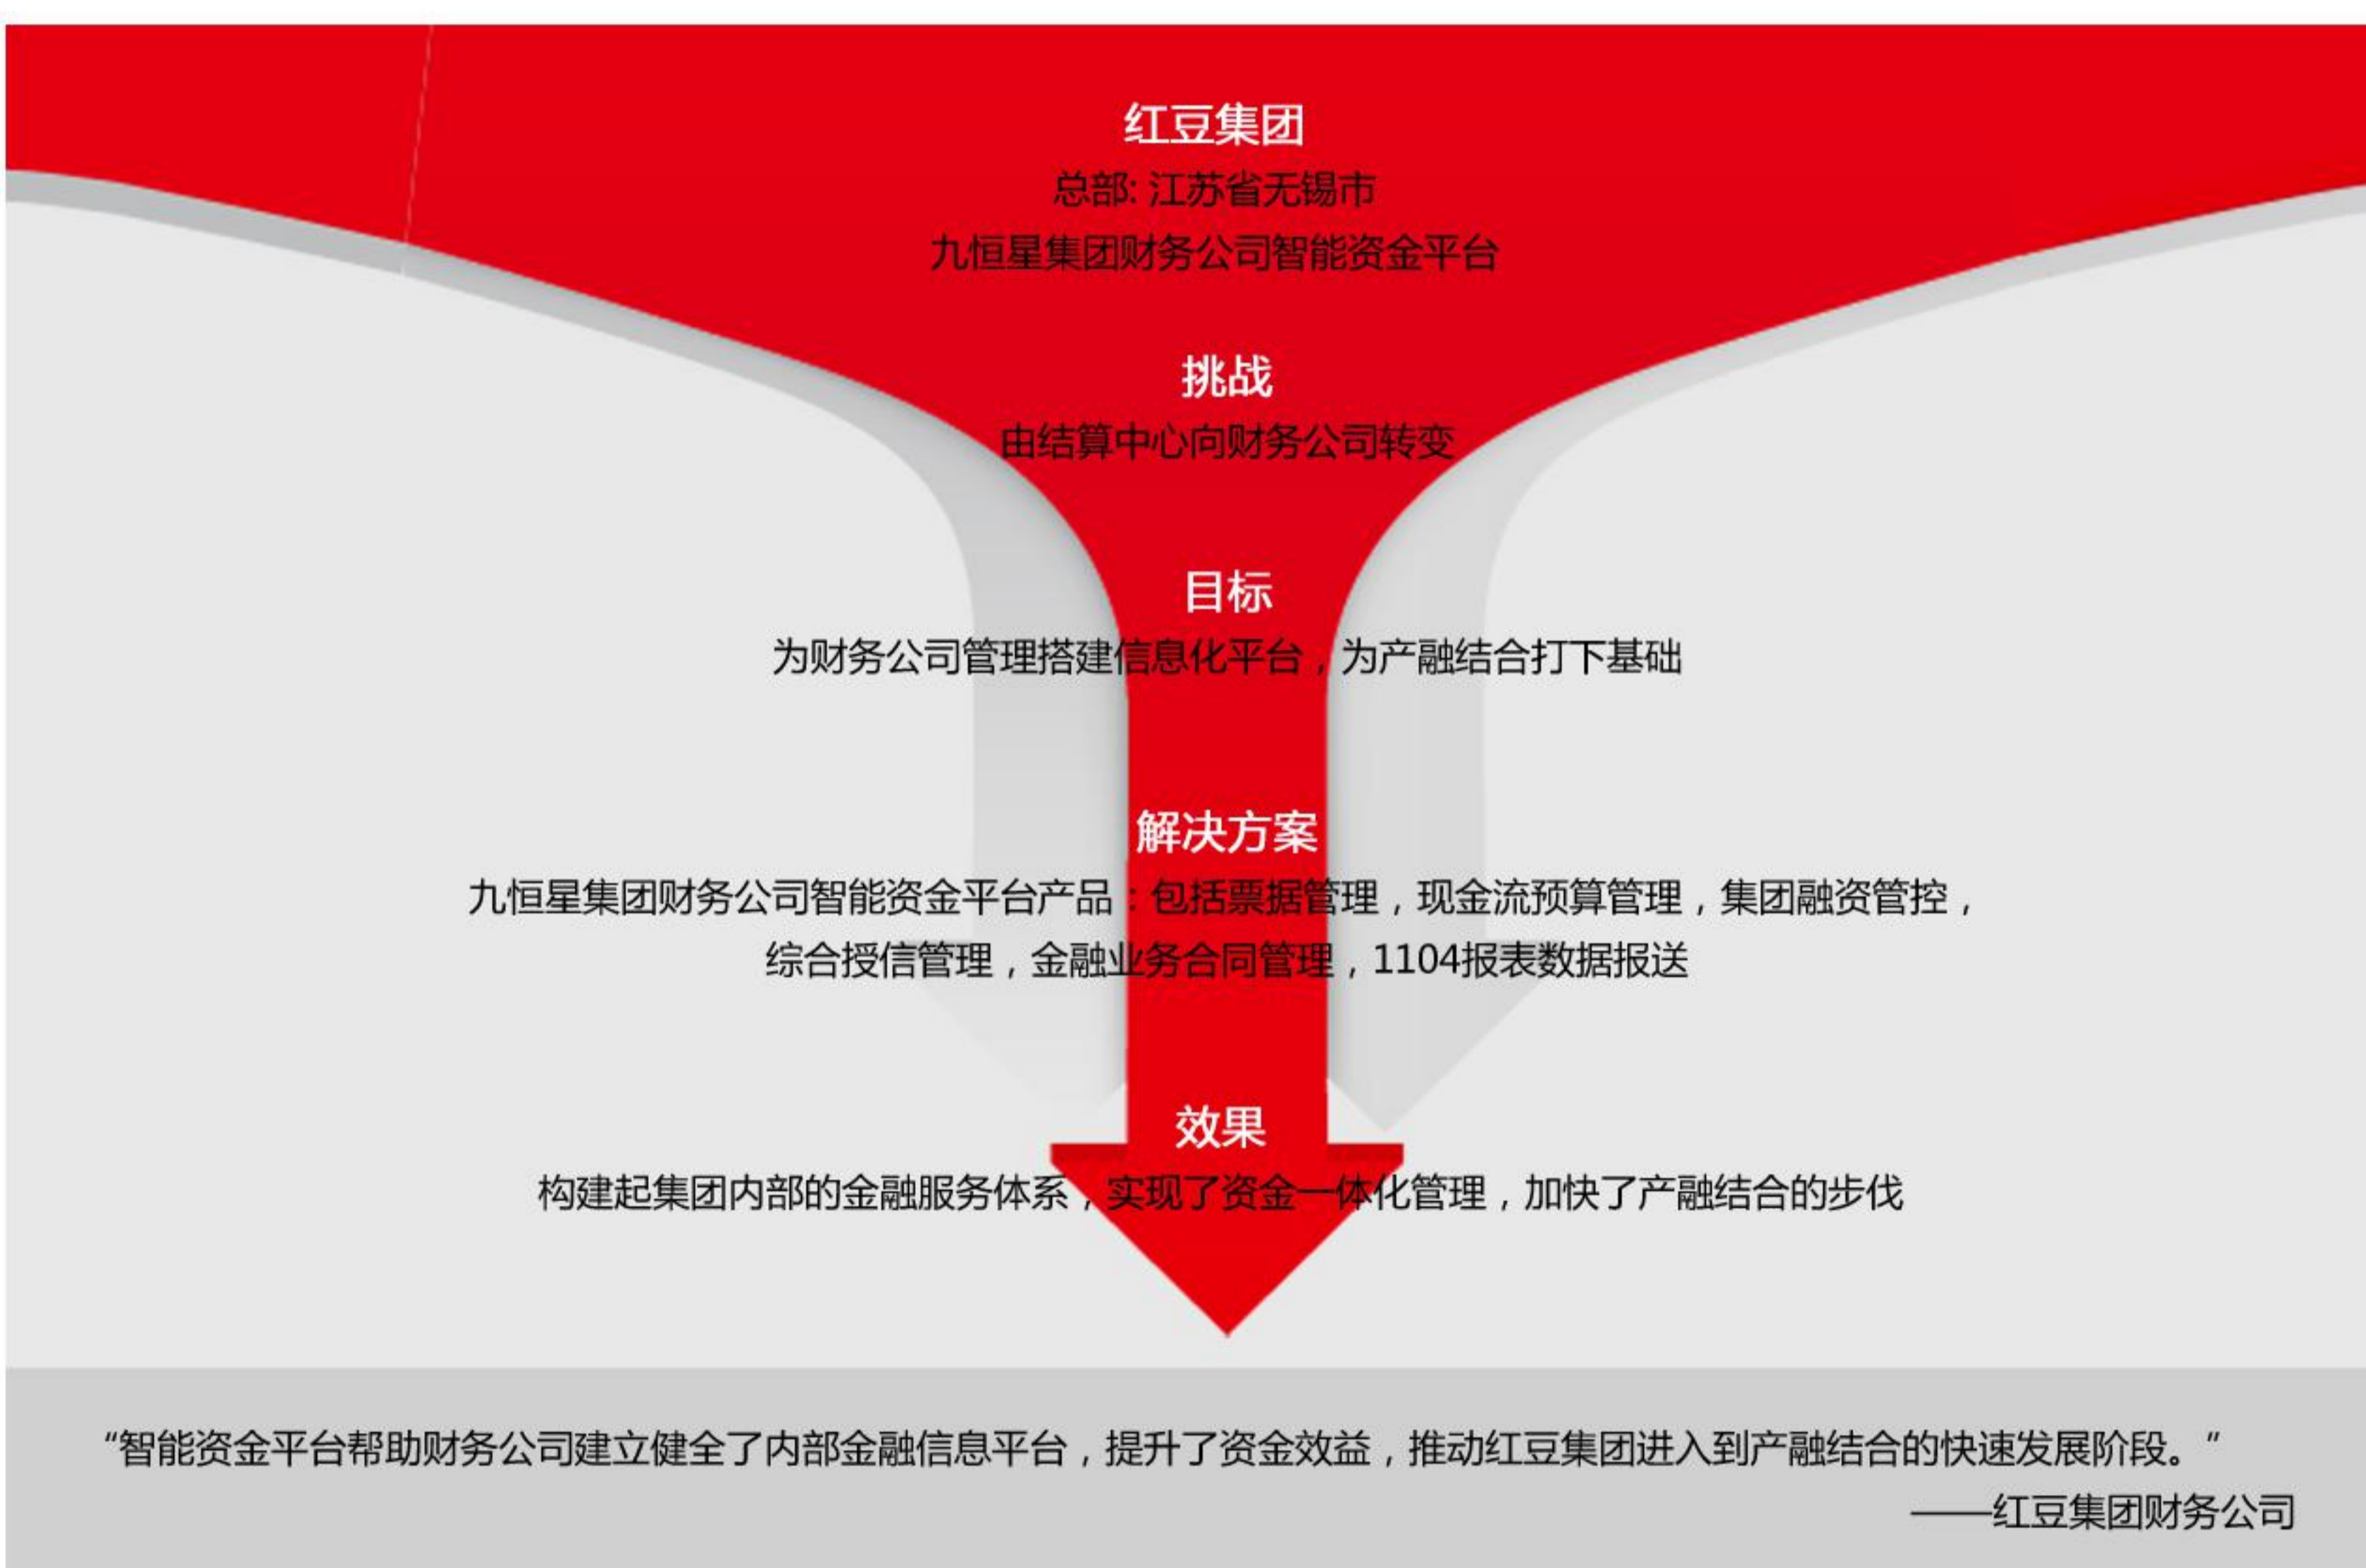 红豆集团
总部: 江苏省无锡市
九恒星集团财务公司智能资金平台
挑战
由结算中心向财务公司转变
目标
为财务公司管理搭建信息化平台，为产融结合打下基础
解决方案
九恒星集团财务公司智能资金平台产品：包括票据管理，现金流预算管理，集团融资管控，
综合授信管理，金融业务合同管理，1104报表数据报送
效果
构建起集团内部的金融服务体系，实现了资金一体化管理，加快了产融结合的步伐
“智能资金平台帮助财务公司建立健全了内部金融信息平台，提升了资金效益，推动红豆集团进入到产融结合的快速发展阶段。”
——红豆集团财务公司